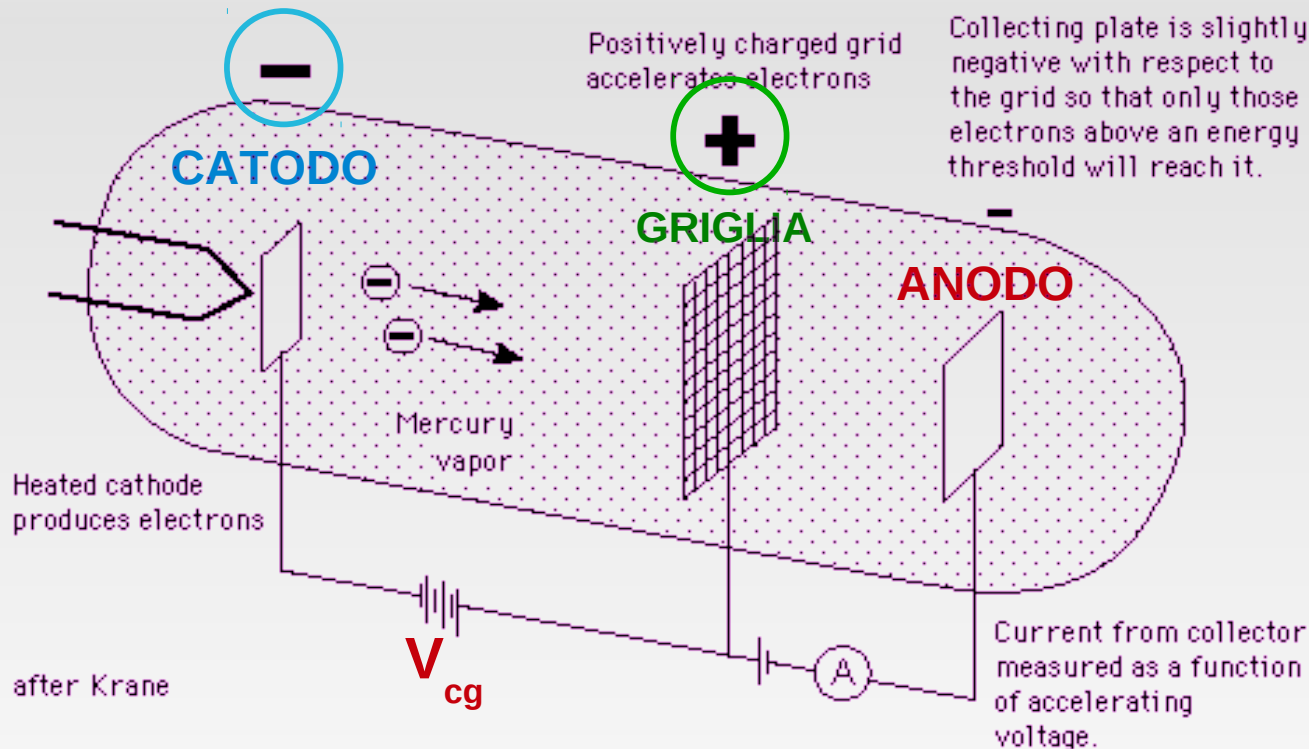 Positively charged grid
accelerates electrons
Collecting plate is slightly
negative with respect to
the grid so that only those
electrons above an energy
threshold will reach it.
-
+
CATODO
-
GRIGLIA
ANODO
-
-
Mercury
vapor
Heated cathode
produces electrons
Vcg
A
Current from collector
measured as a function
of accelerating
voltage.
after Krane